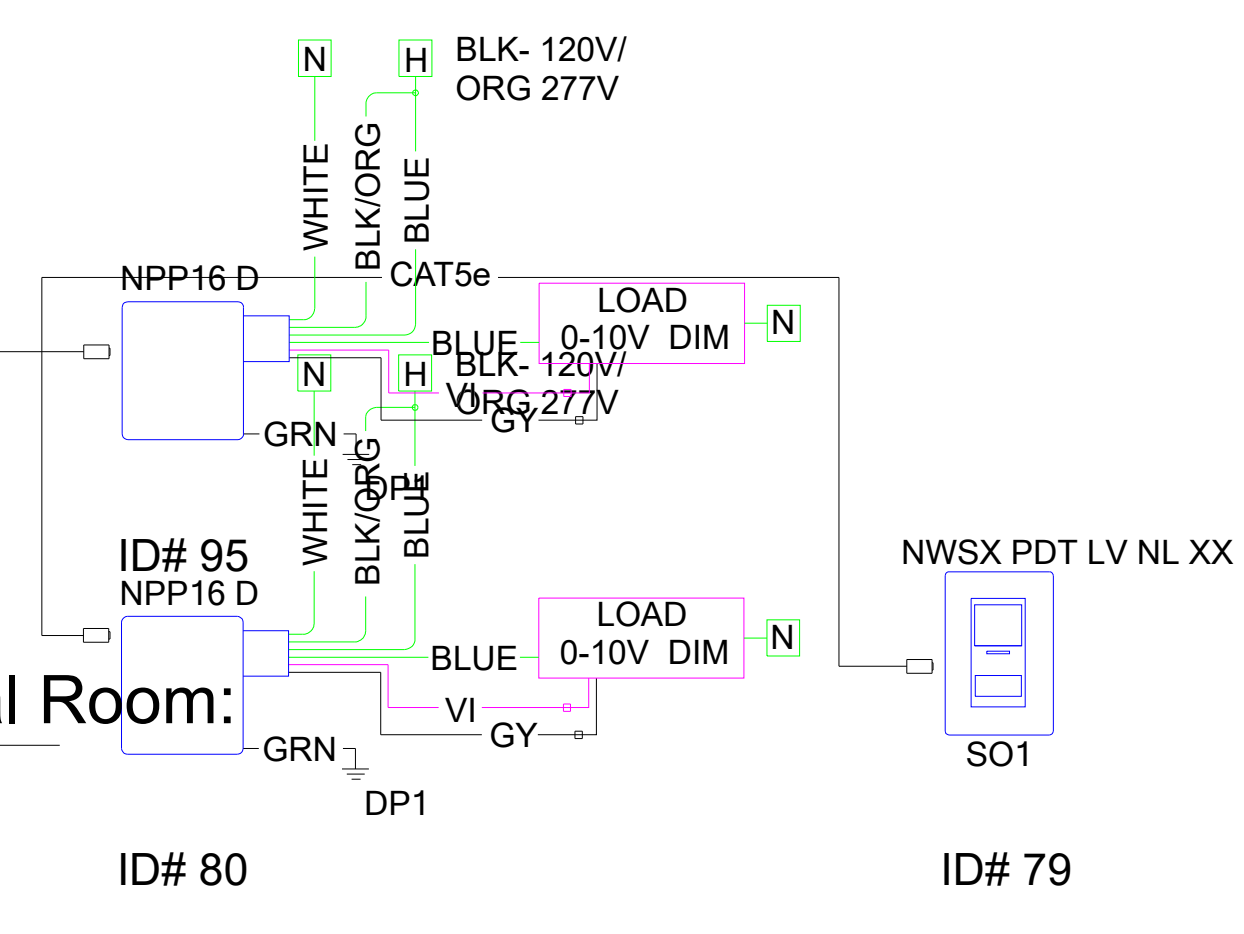 N
H
BLK- 120V/
ORG 277V
WHITE
BLK/ORG
BLUE
NPP16 D
CAT5e
LOAD
0-10V DIM
N
BLUE
VI
GY
GRN
DP1
ID# 95
N
H
BLK- 120V/
ORG 277V
WHITE
BLK/ORG
BLUE
NPP16 D
LOAD
0-10V DIM
N
BLUE
VI
GY
GRN
DP1
ID# 80
l Room:
NWSX PDT LV NL XX
SO1
ID# 79